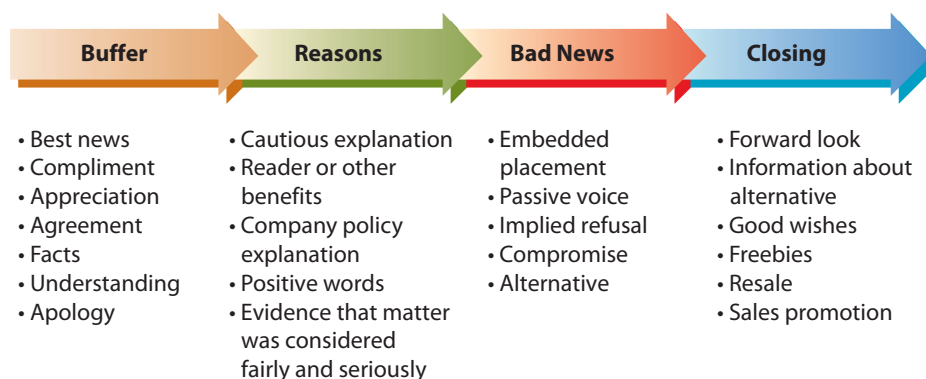 Buffer
Reasons
Bad News
Closing
• Best news
• Compliment
• Appreciation
• Agreement
• Facts
• Understanding
• Apology
• Cautious explanation
• Reader or other
benefits
• Company policy
explanation
• Positive words
• Evidence that matter
was considered
fairly and seriously
• Embedded
placement
• Passive voice
• Implied refusal
• Compromise
• Alternative
• Forward look
• Information about
alternative
• Good wishes
• Freebies
• Resale
• Sales promotion